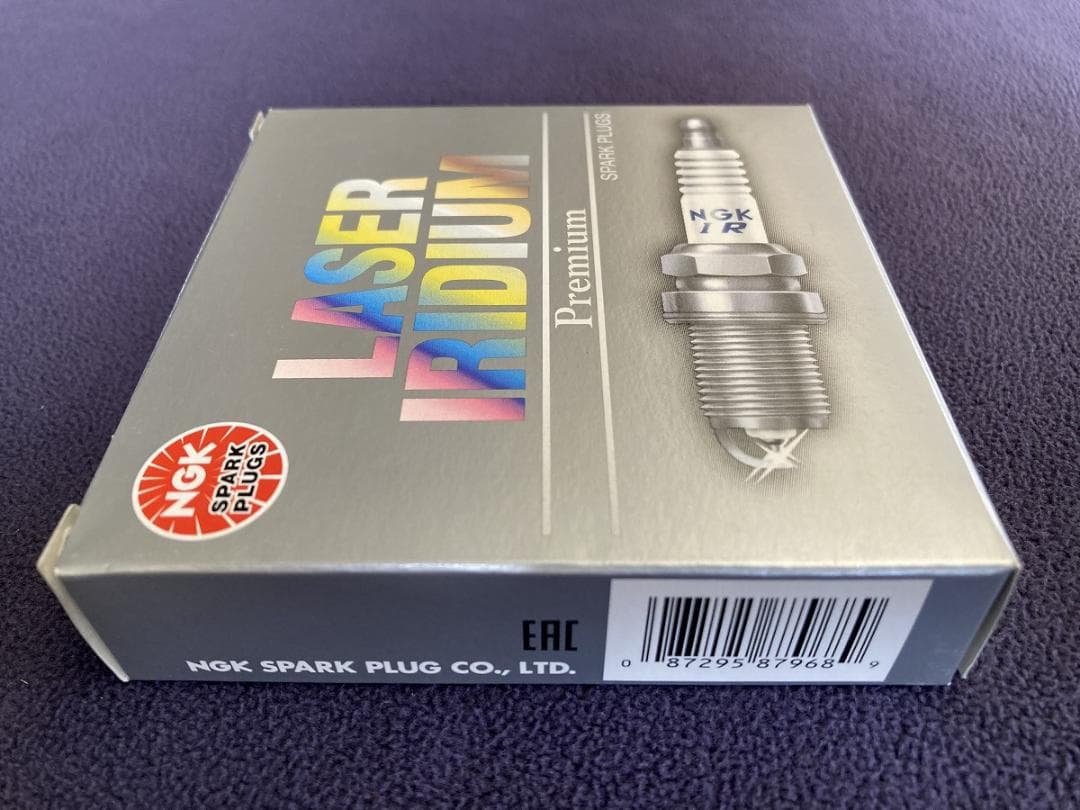 LASER
IRIDIUM
Premium
SPARK PLUGS
NGK
IR
NGK
SPARK
PLUGS
EAC
NGK SPARK PLUG CO., LTD.
0 87295 87968 9